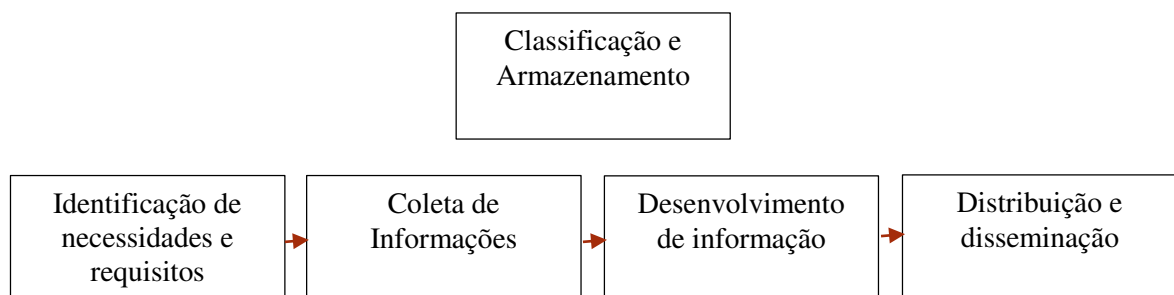 Classificação e
Armazenamento
Identificação de
necessidades e
requisitos
Coleta de
Informações
Desenvolvimento
de informação
Distribuição e
disseminação